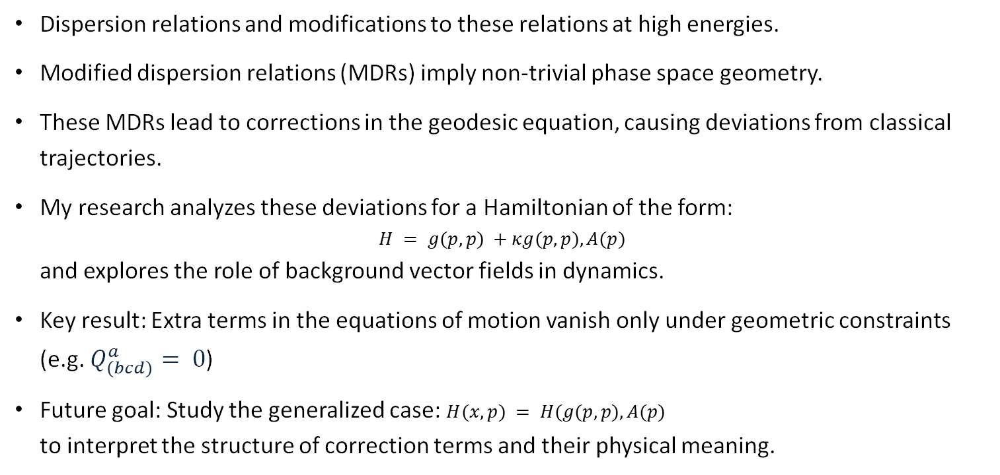 • Dispersion relations and modifications to these relations at high energies.
• Modified dispersion relations (MDRs) imply non-trivial phase space geometry.
• These MDRs lead to corrections in the geodesic equation, causing deviations from classical
trajectories.
• My research analyzes these deviations for a Hamiltonian of the form:
H = g(p,p) + κg(p,p),A(p)
and explores the role of background vector fields in dynamics.
• Key result: Extra terms in the equations of motion vanish only under geometric constraints
(e.g. Q^a_(bcd) = 0)
• Future goal: Study the generalized case: H(x,p) = H(g(p,p),A(p)
to interpret the structure of correction terms and their physical meaning.